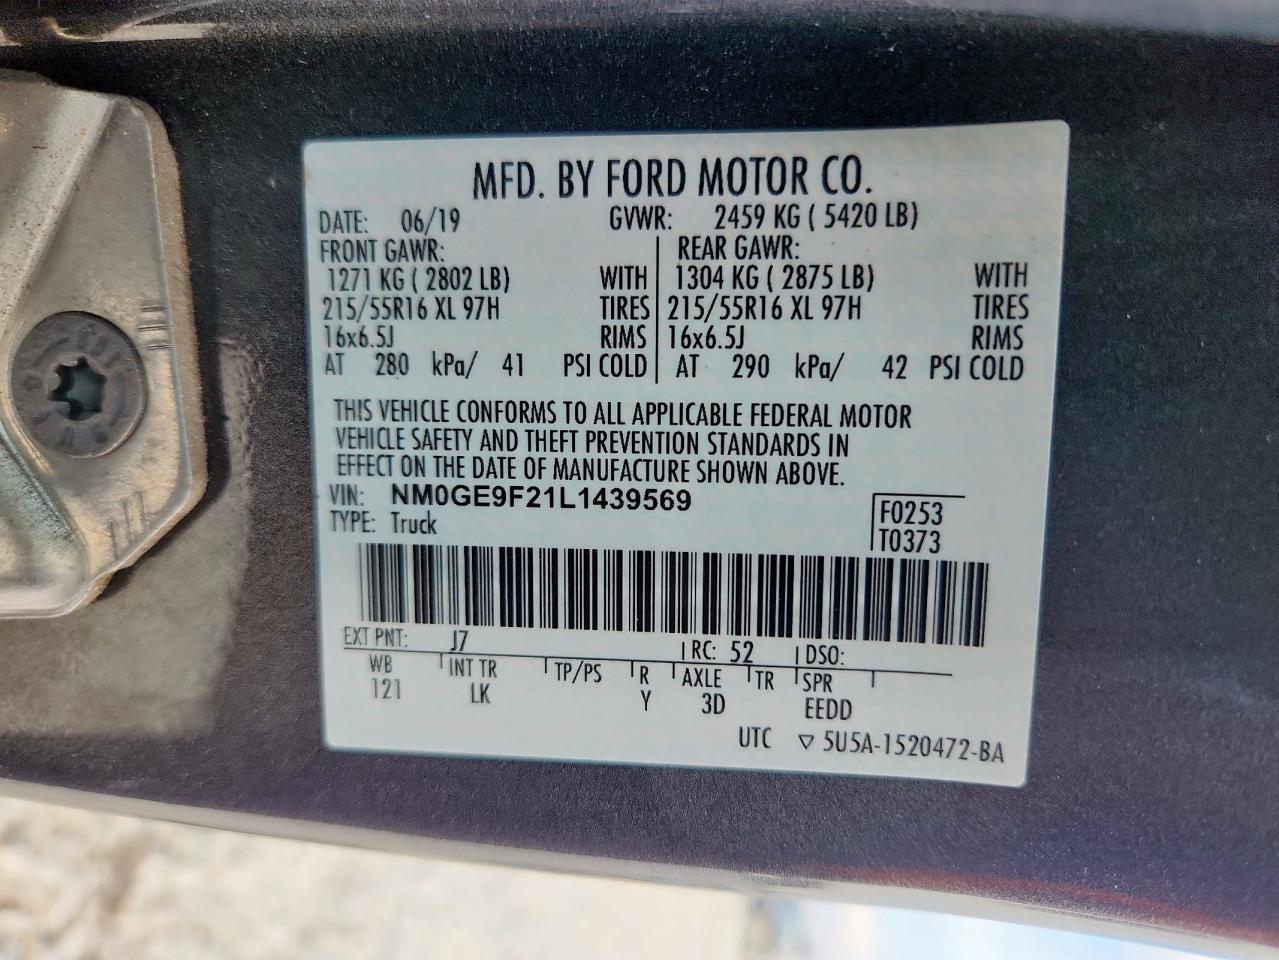 MFD. BY FORD MOTOR CO.
DATE: 06/19 GVWR: 2459 KG ( 5420 LB)
FRONT GAWR: REAR GAWR:
1271 KG ( 2802 LB) WITH 1304 KG ( 2875 LB) WITH
215/55R16 XL 97H TIRES 215/55R16 XL 97H TIRES
16x6.5J RIMS 16x6.5J RIMS
AT 280 kPa/ 41 PSI COLD AT 290 kPa/ 42 PSI COLD
THIS VEHICLE CONFORMS TO ALL APPLICABLE FEDERAL MOTOR
VEHICLE SAFETY AND THEFT PREVENTION STANDARDS IN
EFFECT ON THE DATE OF MANUFACTURE SHOWN ABOVE.
VIN: NM0GE9F21L1439569
TYPE: Truck
F0253
T0373
EXT PNT: J7 RC: 52 DSO:
WB INT TR TP/PS R AXLE TR SPR
121 LK Y 3D EEDD
UTC ▽ 5U5A-1520472-BA